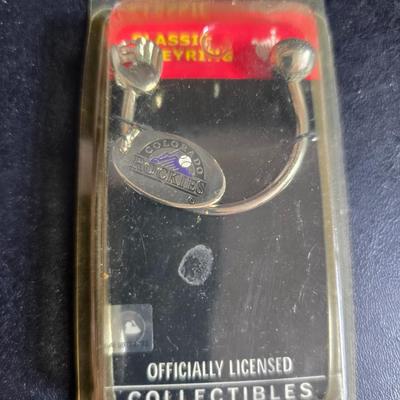 CLASSIC
KEYRING
COLORADO
ROCKIES
OFFICIALLY LICENSED
COLLECTIBLES